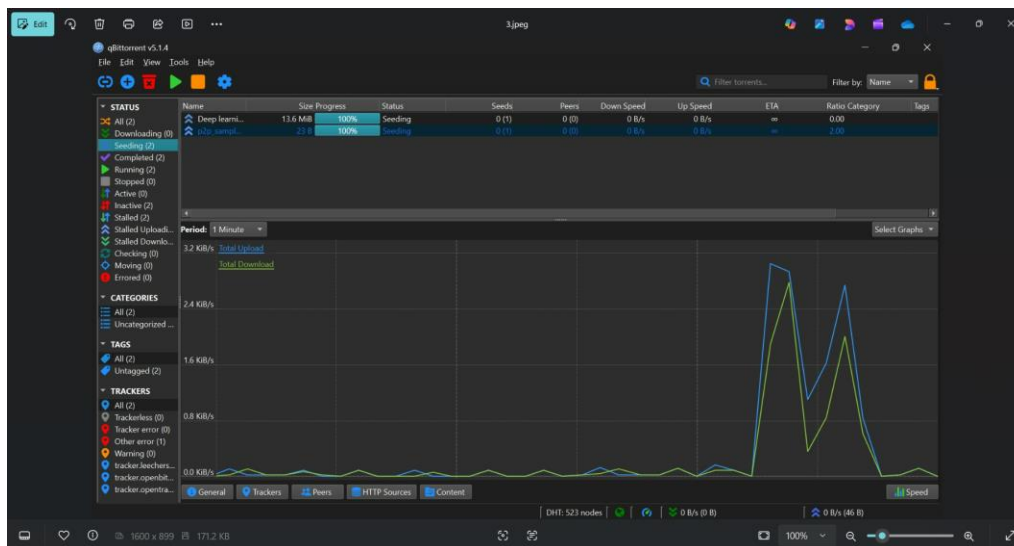 Edit
3.jpeg
qBittorrent v5.1.4
File Edit View Tools Help
Filter torrents...
Filter by: Name
STATUS
All (2)
Downloading (0)
Seeding (2)
Completed (2)
Running (2)
Stopped (0)
Active (0)
Inactive (2)
Stalled (2)
Stalled Uploadi...
Stalled Downlo...
Checking (0)
Moving (0)
Errored (0)
CATEGORIES
All (2)
Uncategorized ...
TAGS
All (2)
Untagged (2)
TRACKERS
All (2)
Trackerless (0)
Tracker error (0)
Other error (1)
Warning (0)
tracker.leechers...
tracker.openbit...
tracker.opentra...
Name Size Progress Status Seeds Peers Down Speed Up Speed ETA Ratio Category Tags
Deep learni... 13.6 MiB 100% Seeding 0 (1) 0 (0) 0 B/s 0 B/s ∞ 0.00
p2p_sampl... 23 B 100% Seeding 0 (1) 0 (0) 0 B/s 0 B/s ∞ 2.00
Period: 1 Minute Select Graphs
3.2 KiB/s Total Upload
Total Download
2.4 KiB/s
1.6 KiB/s
0.8 KiB/s
0.0 KiB/s
General Trackers Peers HTTP Sources Content Speed
DHT: 523 nodes 0 B/s (0 B) 0 B/s (46 B)
1600 x 899 171.2 KB 100%